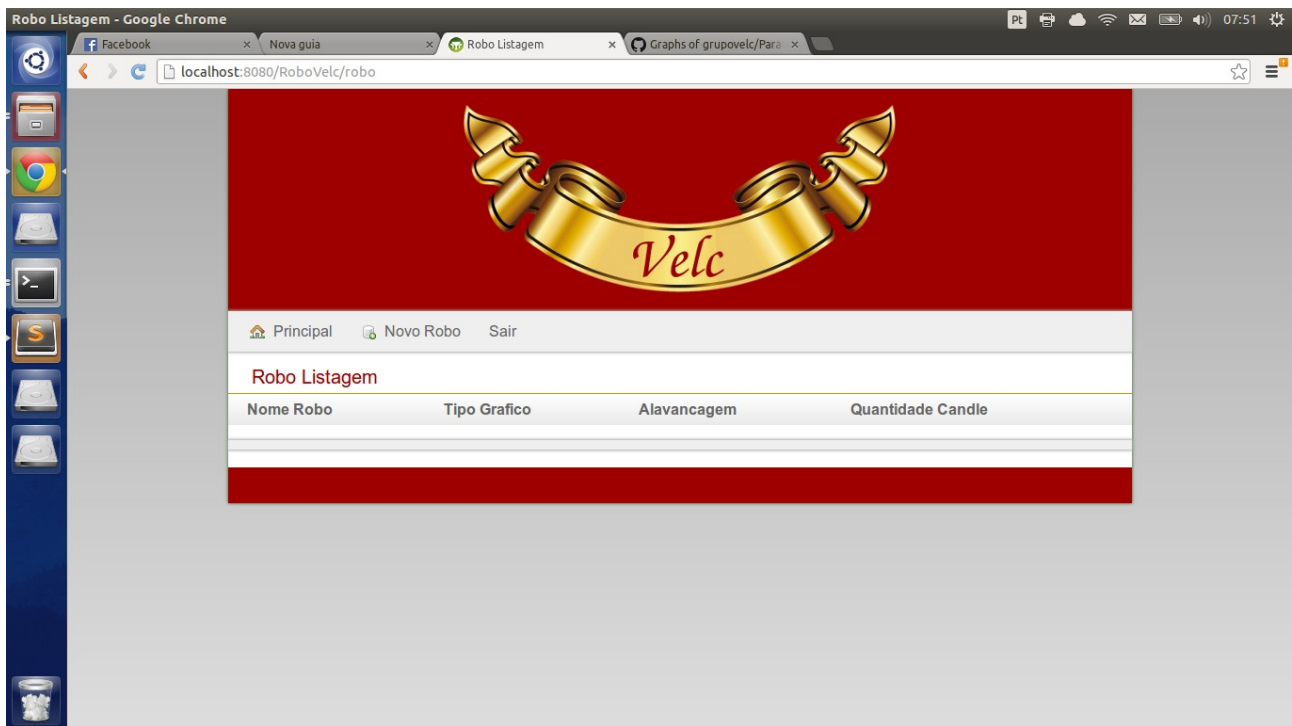 Robo Listagem - Google Chrome
Pt
07:51
Facebook
Nova guia
Robo Listagem
Graphs of grupovelc/Para
localhost:8080/RoboVelc/robo
Velc
Principal
Novo Robo
Sair
Robo Listagem
Nome Robo
Tipo Grafico
Alavancagem
Quantidade Candle